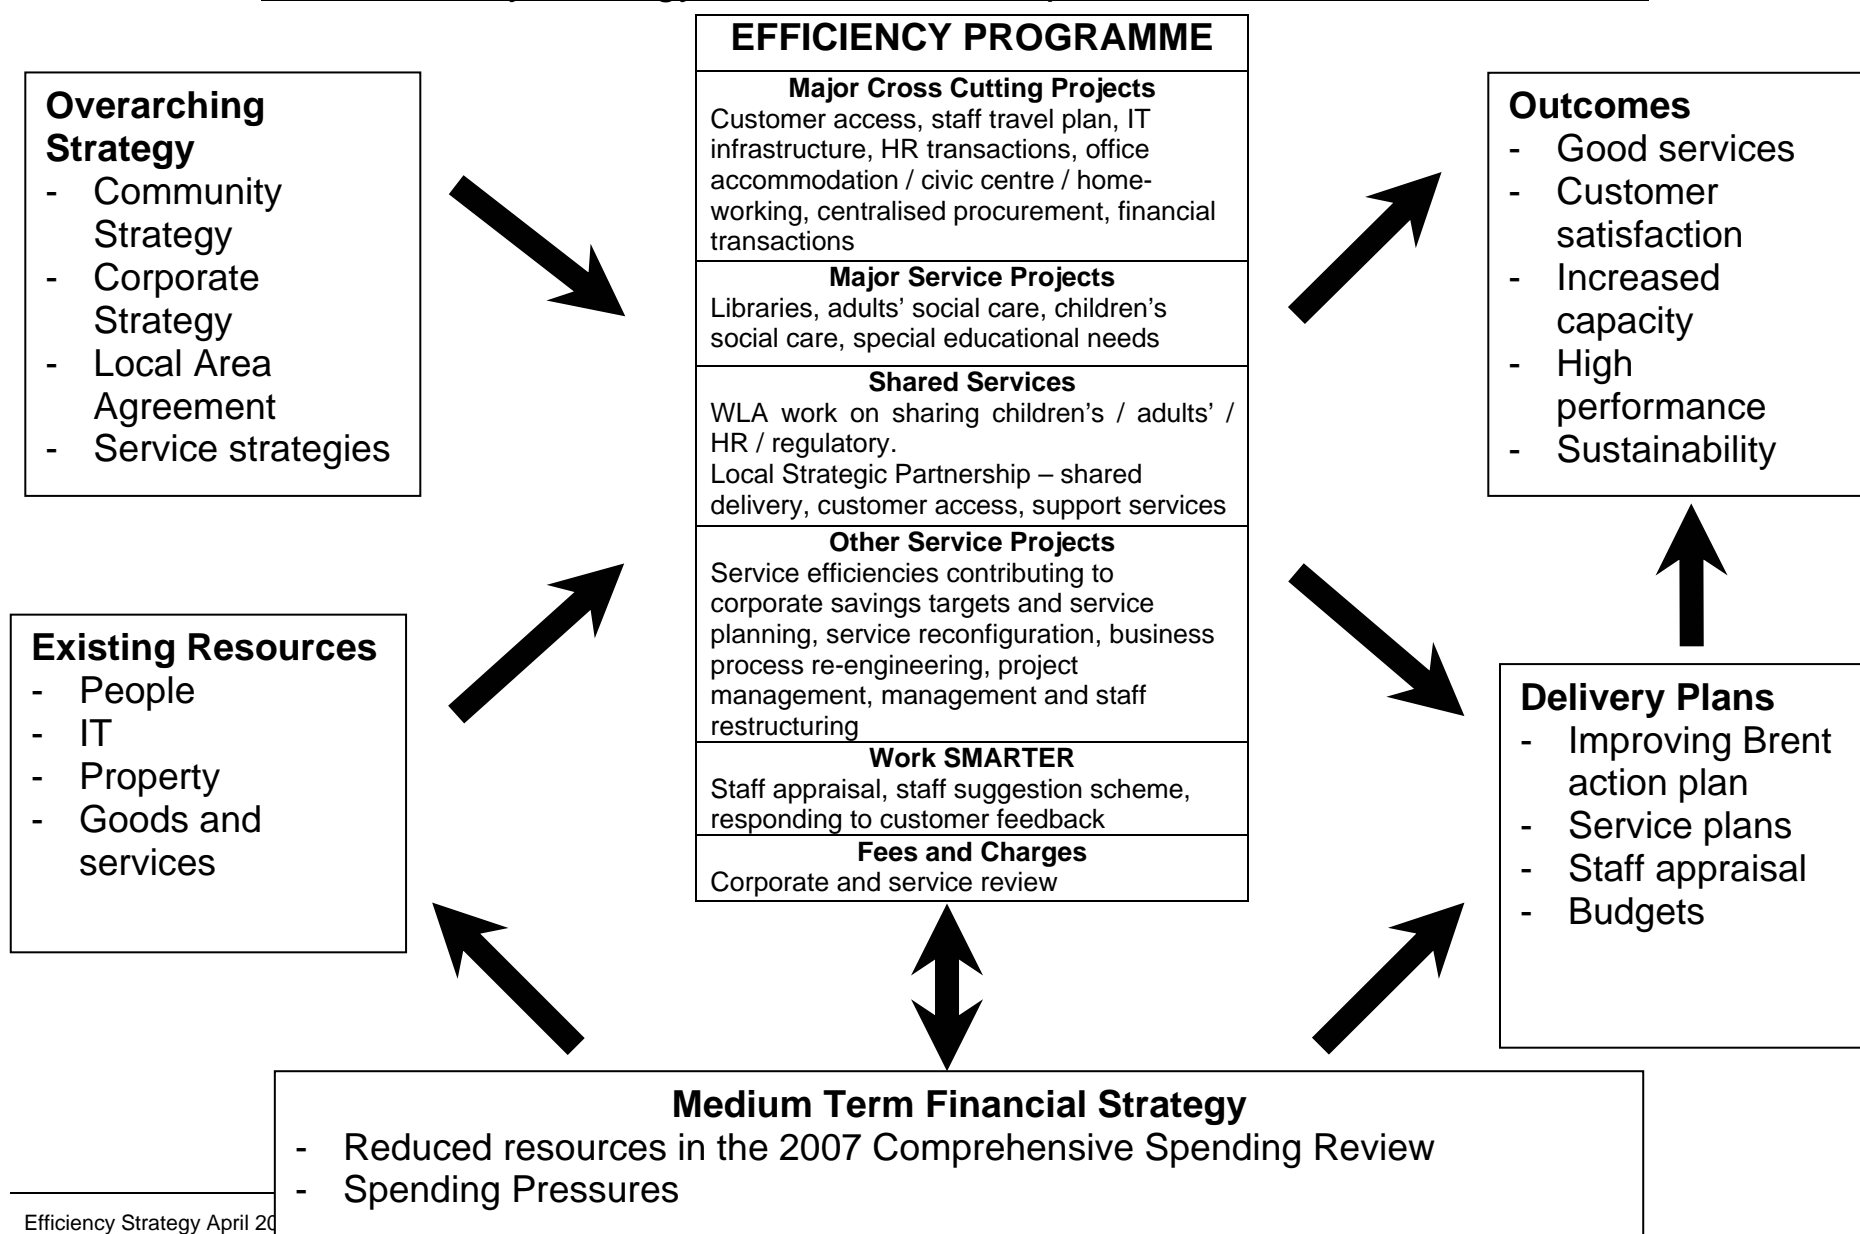 EFFICIENCY PROGRAMME
Major Cross Cutting Projects
Customer access, staff travel plan, IT
infrastructure, HR transactions, office
accommodation / civic centre / home-
working, centralised procurement, financial
transactions
Major Service Projects
Libraries, adults’ social care, children’s
social care, special educational needs
Shared Services
WLA work on sharing children’s / adults’ /
HR / regulatory.
Local Strategic Partnership – shared
delivery, customer access, support services
Other Service Projects
Service efficiencies contributing to
corporate savings targets and service
planning, service reconfiguration, business
process re-engineering, project
management, management and staff
restructuring
Work SMARTER
Staff appraisal, staff suggestion scheme,
responding to customer feedback
Fees and Charges
Corporate and service review
Overarching
Strategy
- Community
Strategy
- Corporate
Strategy
- Local Area
Agreement
- Service strategies
Existing Resources
- People
- IT
- Property
- Goods and
services
Outcomes
- Good services
- Customer
satisfaction
- Increased
capacity
- High
performance
- Sustainability
Delivery Plans
- Improving Brent
action plan
- Service plans
- Staff appraisal
- Budgets
Medium Term Financial Strategy
- Reduced resources in the 2007 Comprehensive Spending Review
- Spending Pressures
Efficiency Strategy April 20